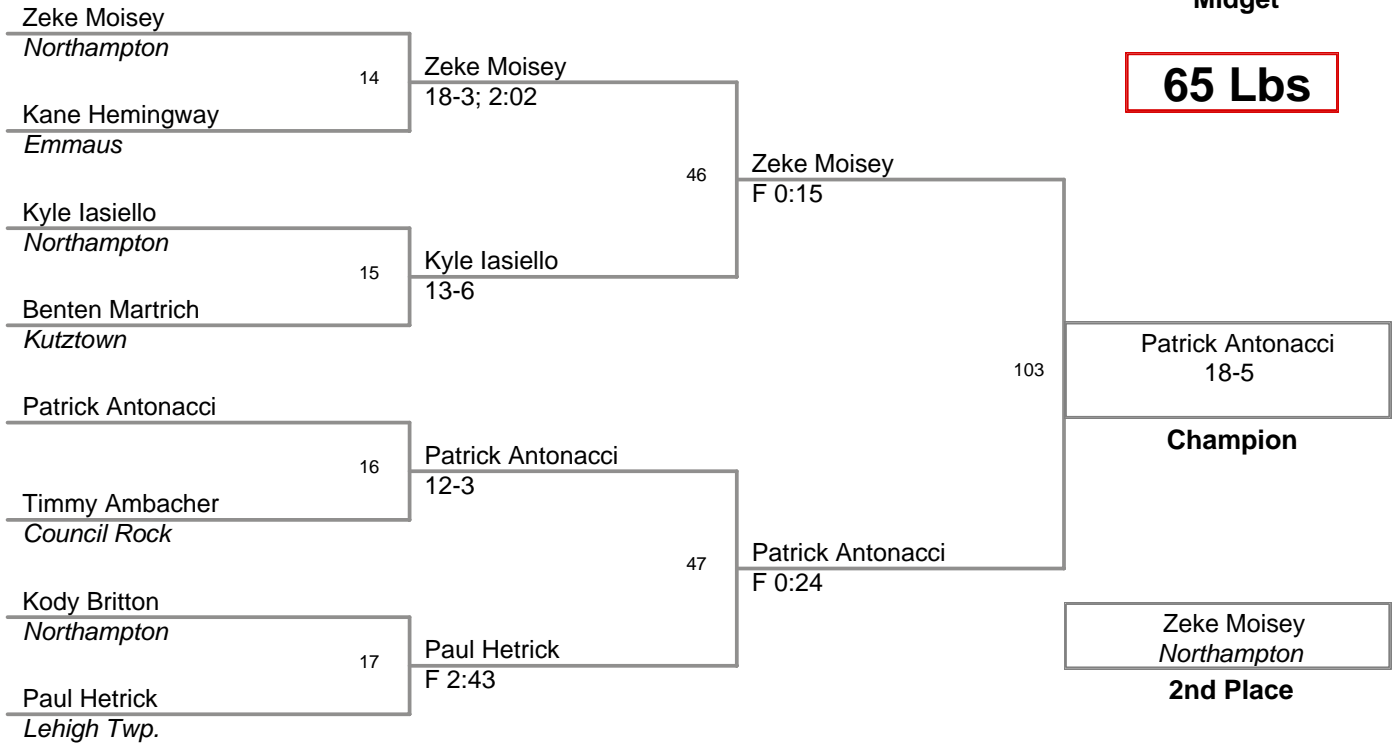 Midget
65 Lbs
Zeke Moisey
Northampton
14
Kane Hemingway
Emmaus
Kyle Iasiello
Northampton
15
Benten Martrich
Kutztown
Patrick Antonacci
16
Timmy Ambacher
Council Rock
Kody Britton
Northampton
17
Paul Hetrick
Lehigh Twp.
Zeke Moisey
18-3; 2:02
46
Kyle Iasiello
13-6
Patrick Antonacci
12-3
47
Paul Hetrick
F 2:43
Zeke Moisey
F 0:15
103
Patrick Antonacci
F 0:24
Patrick Antonacci
18-5
Champion
Zeke Moisey
Northampton
2nd Place